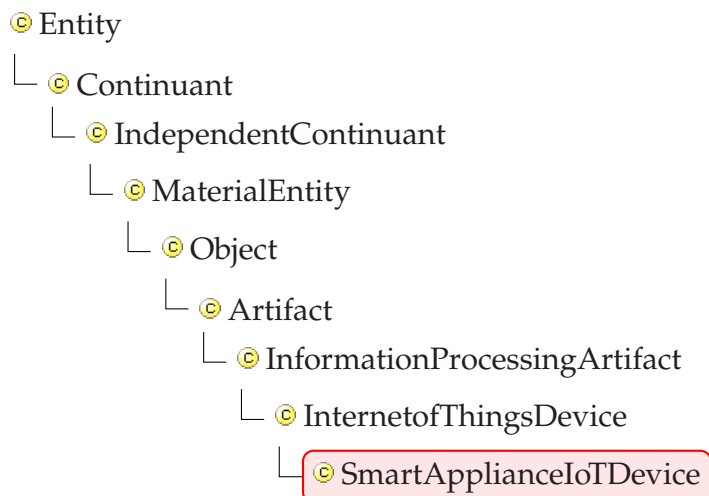 Entity
Continuant
IndependentContinuant
MaterialEntity
Object
Artifact
InformationProcessingArtifact
InternetofThingsDevice
SmartApplianceIoTDevice